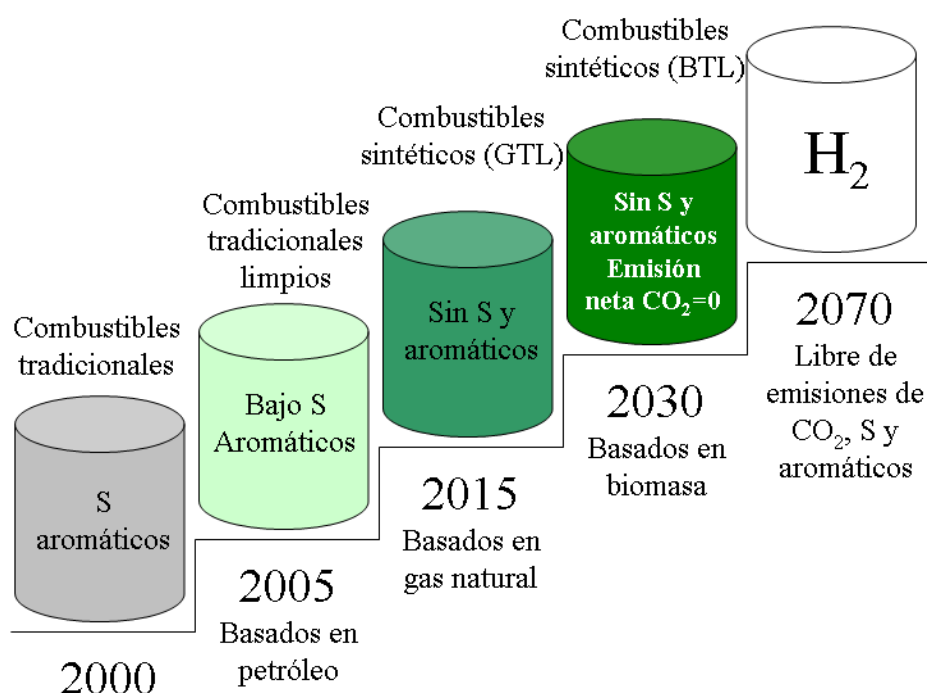 Combustibles
tradicionales
S
aromáticos
2000
Combustibles
tradicionales
limpios
Bajo S
Aromáticos
2005
Basados en
petróleo
Combustibles
sintéticos (GTL)
Sin S y
aromáticos
2015
Basados en
gas natural
Combustibles
sintéticos (BTL)
Sin S y
aromáticos
Emisión
neta CO₂=0
2030
Basados en
biomasa
H₂
2070
Libre de
emisiones de
CO₂, S y
aromáticos